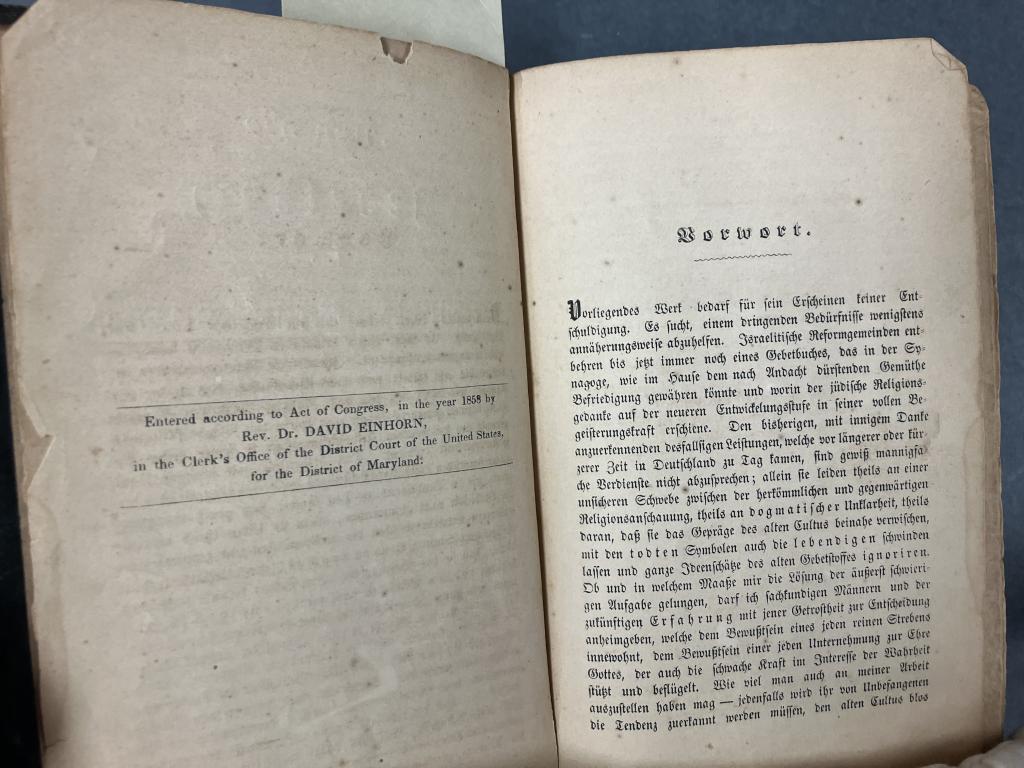 Entered according to Act of Congress, in the year 1858 by
Rev. Dr. DAVID EINHORN,
in the Clerk's Office of the District Court of the United States,
for the District of Maryland.
Vorwort.
Vorliegendes Werk bedarf für sein Erscheinen keiner Ent-
schuldigung. Es sucht, einem dringenden Bedürfnisse wenigstens
annäherungsweise abzuhelfen. Israelitische Reformgemeinden ent-
behren bis jetzt immer noch eines Gebetbuches, das in der Sy-
nagoge, wie im Hause dem nach Andacht dürstenden Gemüthe
Befriedigung gewähren könnte und worin der jüdische Religions-
gedanke auf der neueren Entwickelungsstufe in seiner vollen Be-
geisterungskraft erschiene. Den bisherigen, mit innigem Danke
anzuerkennenden desfallsigen Leistungen, welche vor längerer oder kür-
zerer Zeit in Deutschland zu Tag kamen, sind gewiß mannigfa
che Verdienste nicht abzusprechen; allein sie leiden theils an einer
unsicheren Schwebe zwischen der herkömmlichen und gegenwärtigen
Religionsanschauung, theils an dogmatischer Unklarheit, theils
daran, daß sie das Gepräge des alten Cultus beinahe verwischen,
mit den todten Symbolen auch die lebendigen schwinden
lassen und ganze Ideenschätze des alten Gebetstoffes ignoriren.
Ob und in welchem Maaße mir die Lösung der äußerst schwieri-
gen Aufgabe gelungen, darf ich sachkundigen Männern und der
zukünftigen Erfahrung mit jener Getrostheit zur Entscheidung
anheimgeben, welche dem Bewußtsein eines jeden reinen Strebens
innewohnt, dem Bewußtsein einer jeden Unternehmung zur Ehre
Gottes, der auch die schwache Kraft im Interesse der Wahrheit
stützt und beflügelt. Wie viel man auch an meiner Arbeit
auszustellen haben mag — jedenfalls wird ihr von Unbefangenen
die Tendenz zuerkannt werden müssen, den alten Cultus blos